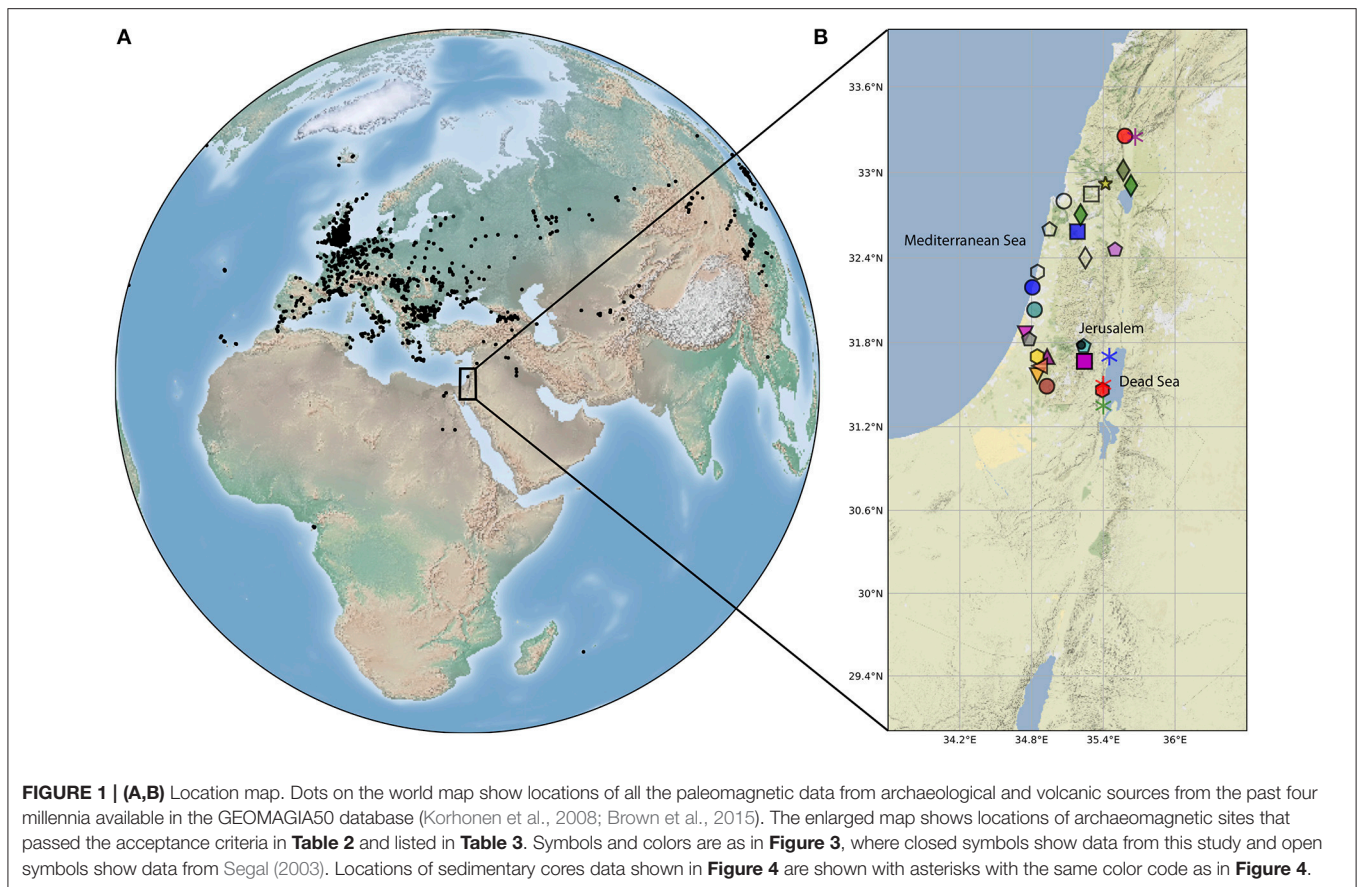 A
B
33.6°N
33°N
Mediterranean Sea
32.4°N
Jerusalem
31.8°N
Dead Sea
31.2°N
30.6°N
30°N
29.4°N
34.2°E
34.8°E
35.4°E
36°E
FIGURE 1 | (A,B) Location map. Dots on the world map show locations of all the paleomagnetic data from archaeological and volcanic sources from the past four
millennia available in the GEOMAGIA50 database (Korhonen et al., 2008; Brown et al., 2015). The enlarged map shows locations of archaeomagnetic sites that
passed the acceptance criteria in Table 2 and listed in Table 3. Symbols and colors are as in Figure 3, where closed symbols show data from this study and open
symbols show data from Segal (2003). Locations of sedimentary cores data shown in Figure 4 are shown with asterisks with the same color code as in Figure 4.